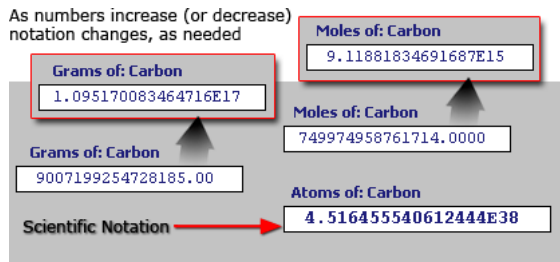 As numbers increase (or decrease)
notation changes, as needed
Moles of: Carbon
9.11881834691687E15
Grams of: Carbon
1.095170083464716E17
Moles of: Carbon
749974958761714.0000
Grams of: Carbon
9007199254728185.00
Atoms of: Carbon
4.516455540612444E38
Scientific Notation